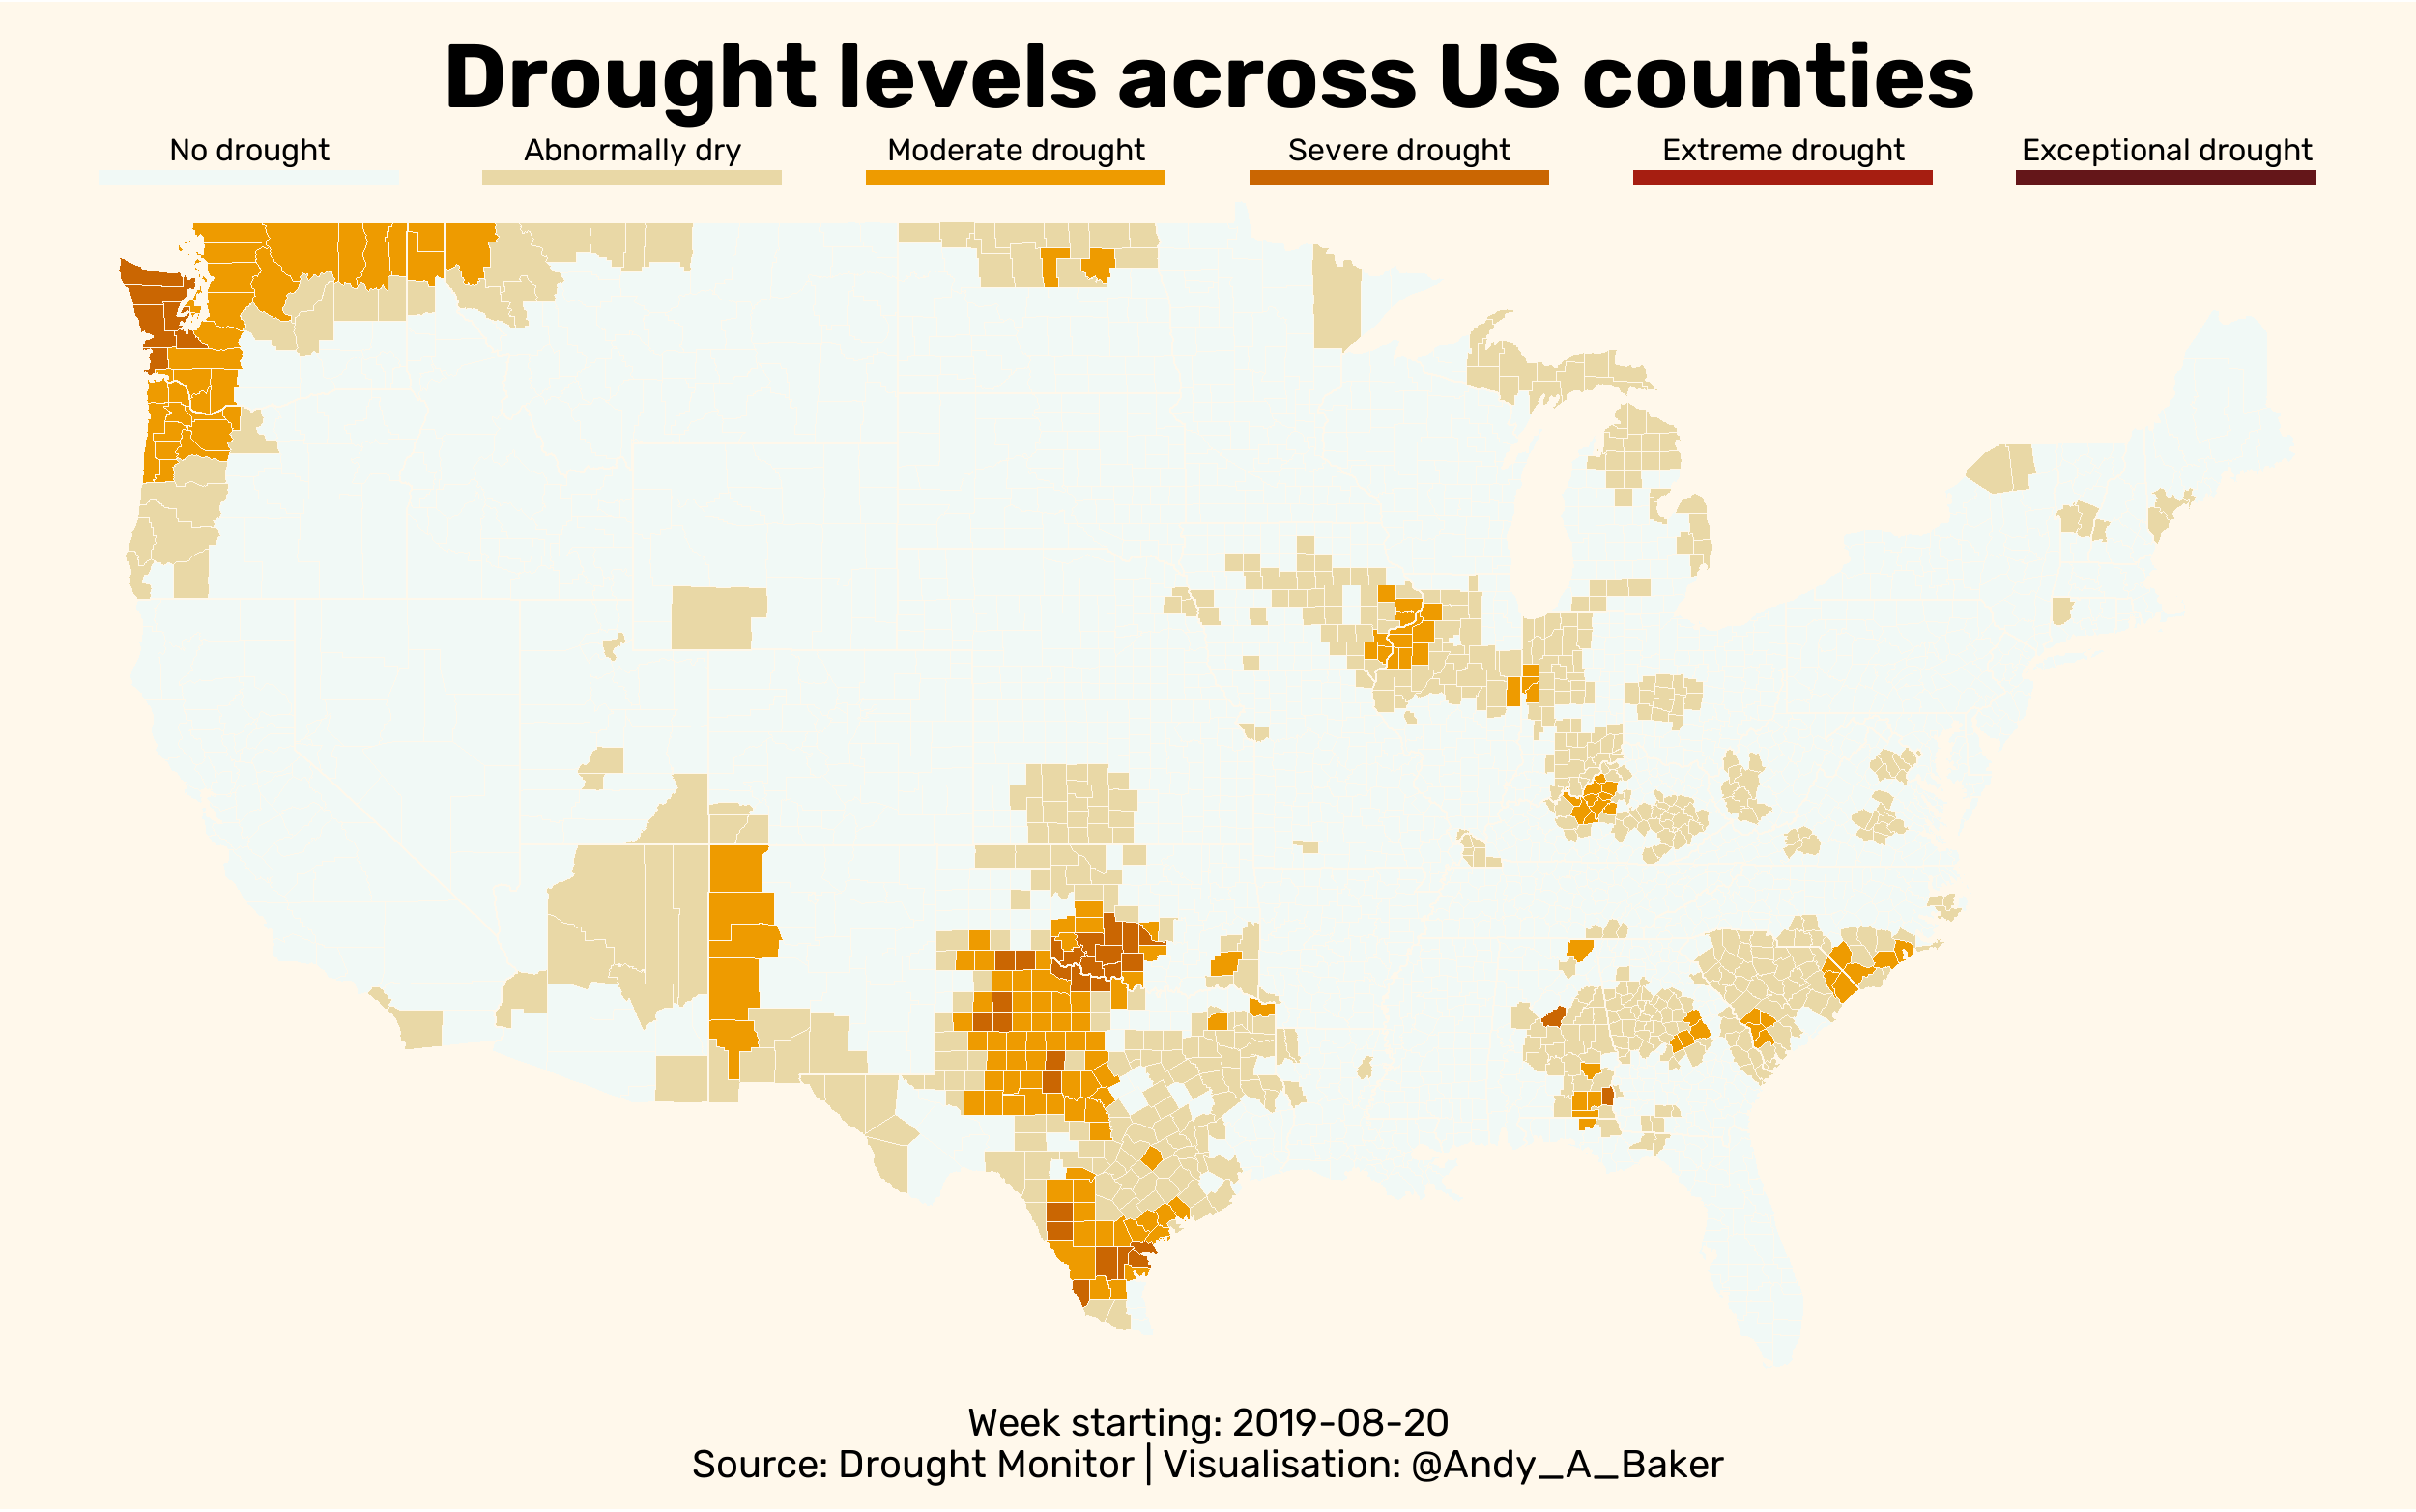 Drought levels across US counties
No drought
Abnormally dry
Moderate drought
Severe drought
Extreme drought
Exceptional drought
Week starting: 2019-08-20
Source: Drought Monitor | Visualisation: @Andy_A_Baker